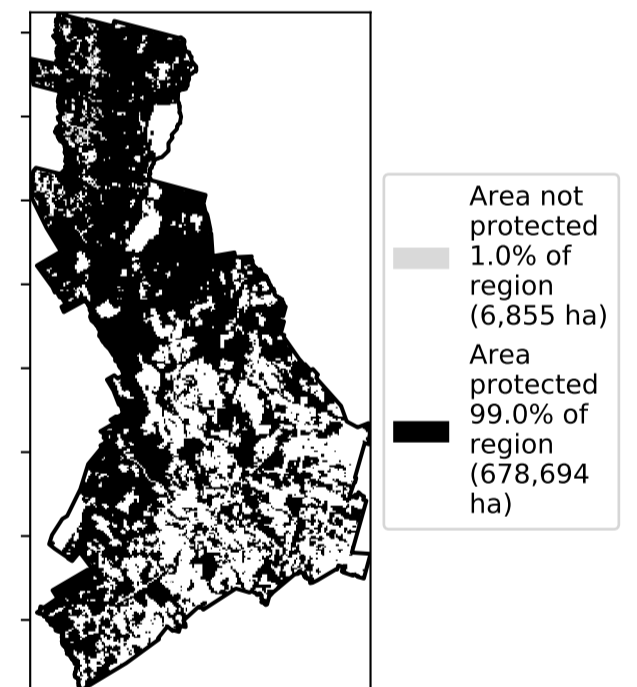 Area not
protected
1.0% of
region
(6,855 ha)
Area
protected
99.0% of
region
(678,694
ha)